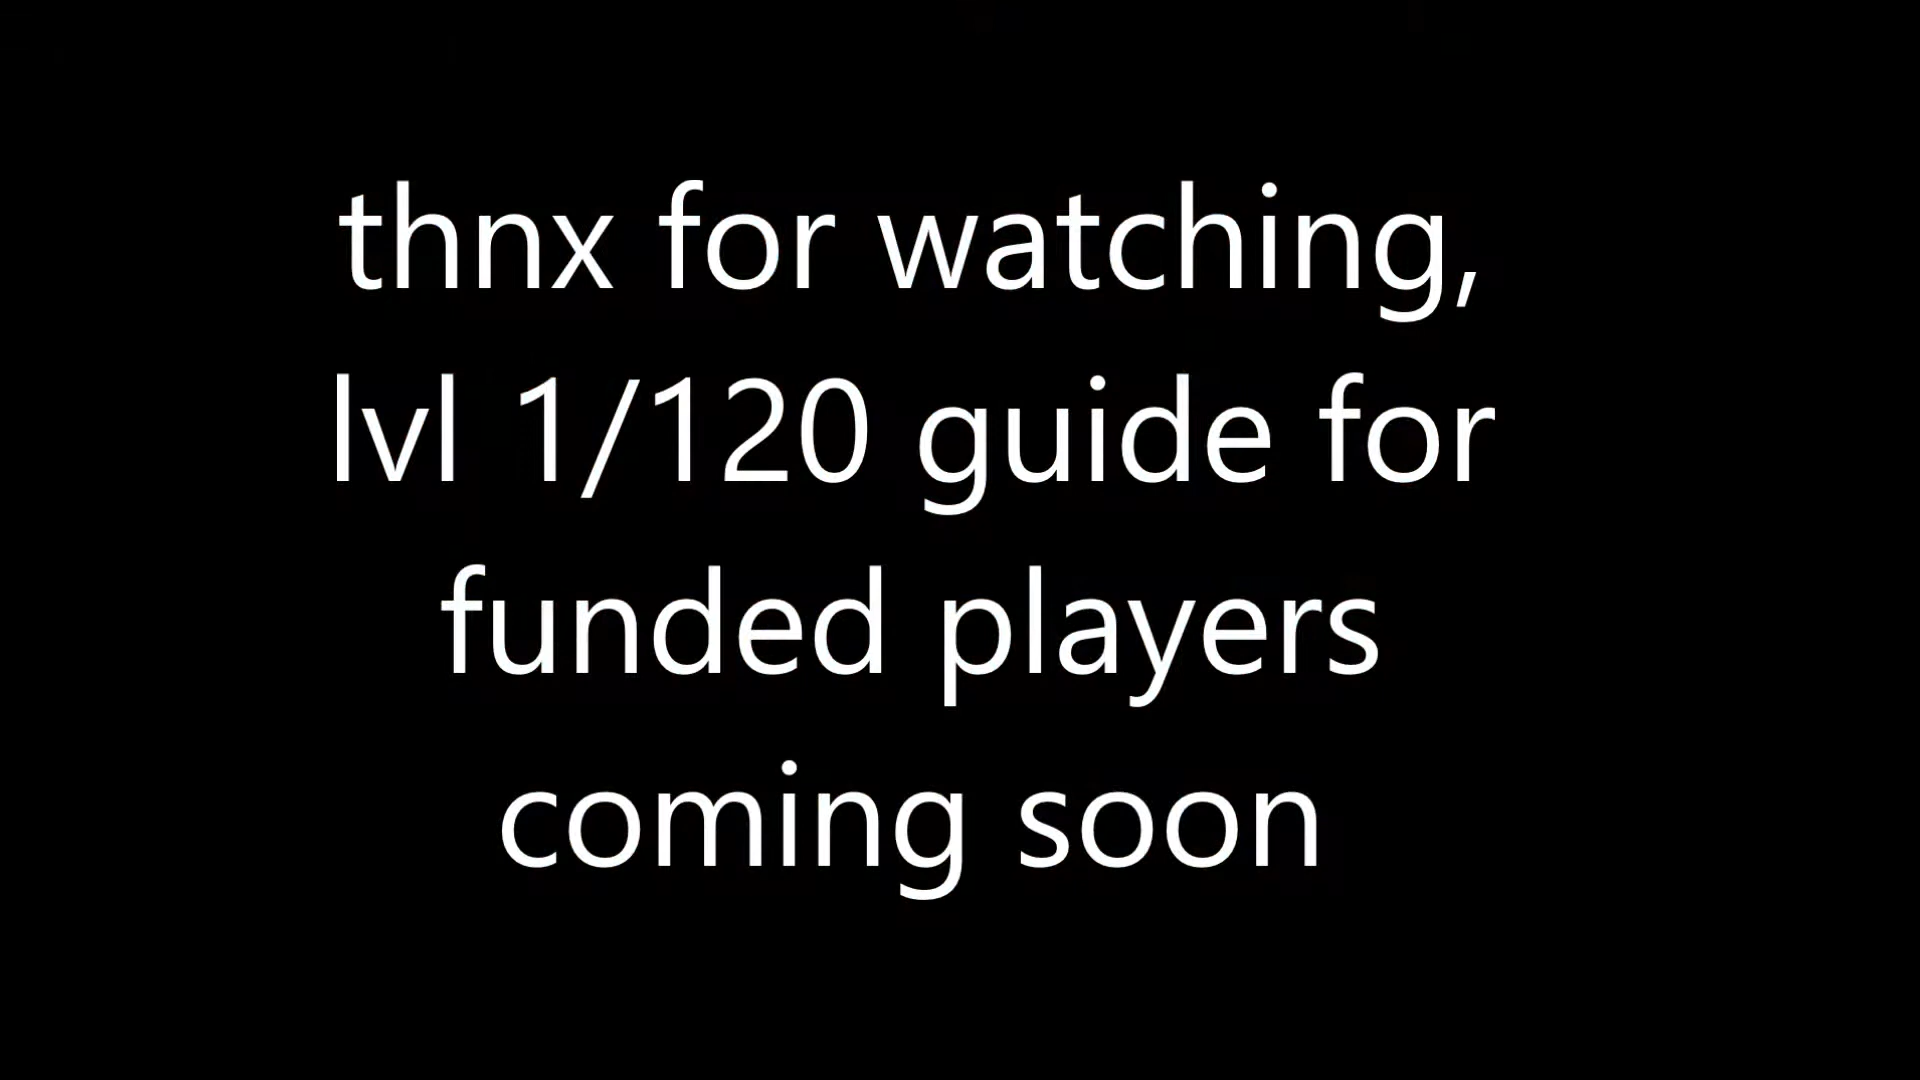 thnx for watching,
lvl 1/120 guide for
funded players
coming soon